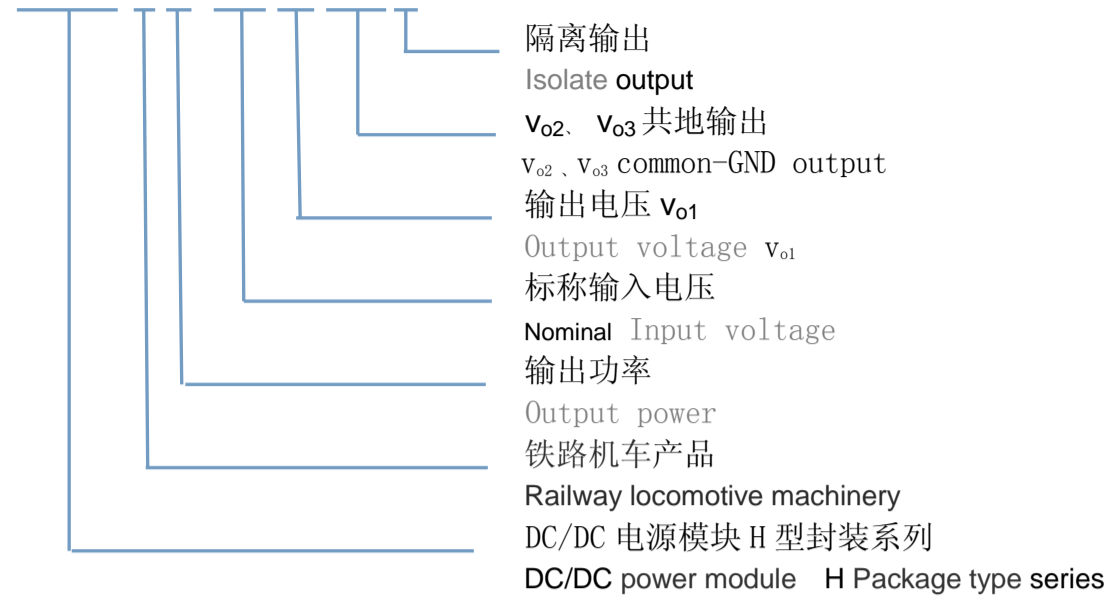 隔离输出
Isolate output
vo2、 vo3 共地输出
vo2 、vo3 common-GND output
输出电压 vo1
Output voltage vo1
标称输入电压
Nominal Input voltage
输出功率
Output power
铁路机车产品
Railway locomotive machinery
DC/DC 电源模块 H 型封装系列
DC/DC power module H Package type series